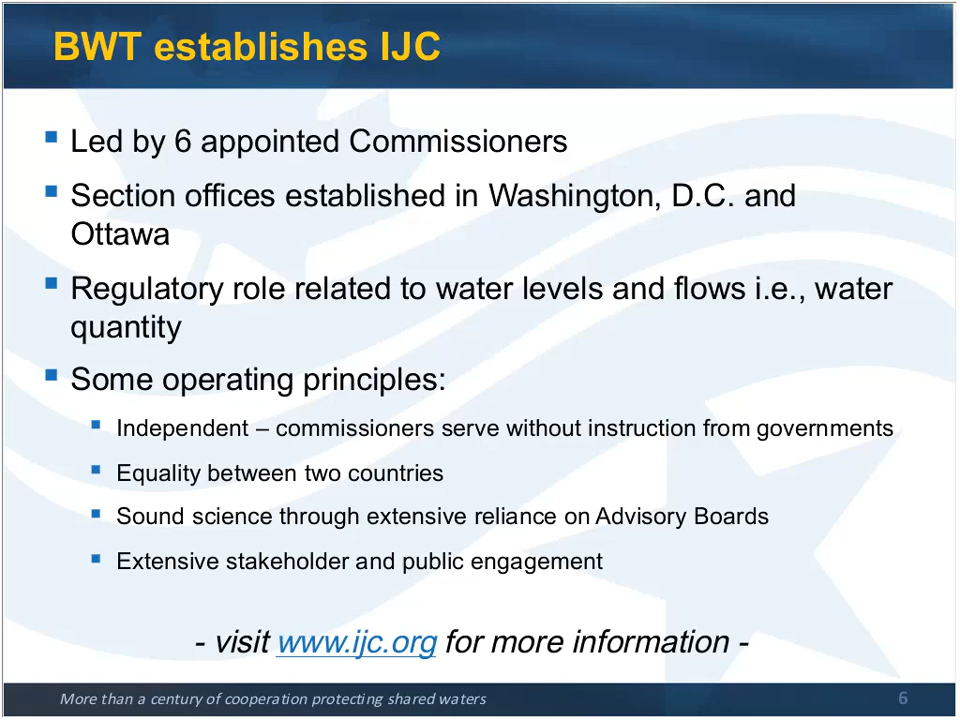 BWT establishes IJC
▪ Led by 6 appointed Commissioners
▪ Section offices established in Washington, D.C. and
Ottawa
▪ Regulatory role related to water levels and flows i.e., water
quantity
▪ Some operating principles:
▪ Independent – commissioners serve without instruction from governments
▪ Equality between two countries
▪ Sound science through extensive reliance on Advisory Boards
▪ Extensive stakeholder and public engagement
- visit www.ijc.org for more information -
More than a century of cooperation protecting shared waters
6